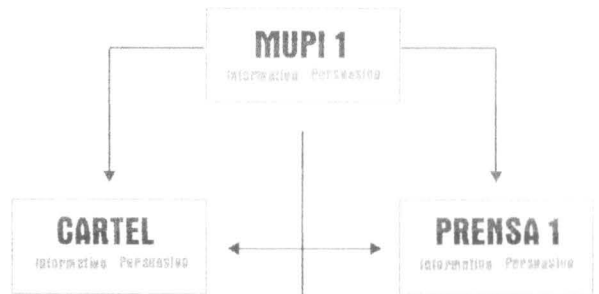 MUPI 1
Informativo Persuasivo
CARTEL
Informativo Persuasivo
PRENSA 1
Informativo Persuasivo